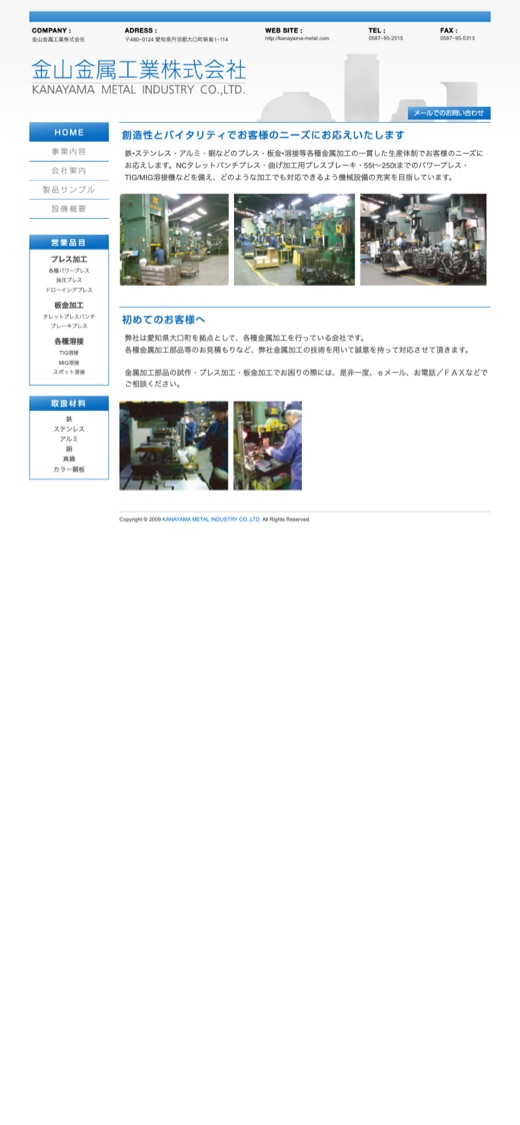 COMPANY :
金山金属工業株式会社
ADRESS :
〒480-0124 愛知県丹羽郡大口町萩島1-114
WEB SITE :
http://kanayama-metal.com
TEL :
0587-95-2515
FAX :
0587-95-5313
金山金属工業株式会社
KANAYAMA METAL INDUSTRY CO.,LTD.
メールでのお問い合わせ
HOME
事業内容
会社案内
製品サンプル
設備概要
営業品目
プレス加工
各種パワープレス
油圧プレス
ドローイングプレス
板金加工
タレットプレスパンチ
ブレーキプレス
各種溶接
TIG溶接
MIG溶接
スポット溶接
取扱材料
鉄
ステンレス
アルミ
銅
真鍮
カラー鋼板
創造性とバイタリティでお客様のニーズにお応えいたします
鉄・ステンレス・アルミ・銅などのプレス・板金・溶接等各種金属加工の一貫した生産体制でお客様のニーズに
お応えします。NCタレットパンチプレス・曲げ加工用プレスブレーキ・55t〜250tまでのパワープレス・
TIG/MIG溶接機などを備え、どのような加工でも対応できるよう機械設備の充実を目指しています。
初めてのお客様へ
弊社は愛知県大口町を拠点として、各種金属加工を行っている会社です。
各種金属加工部品等のお見積もりなど、弊社金属加工の技術を用いて誠意を持って対応させて頂きます。
金属加工部品の試作・プレス加工・板金加工でお困りの際には、是非一度、ｅメール、お電話／ＦＡＸなどで
ご相談ください。
Copyright © 2009 KANAYAMA METAL INDUSTRY CO.,LTD. All Rights Reserved.